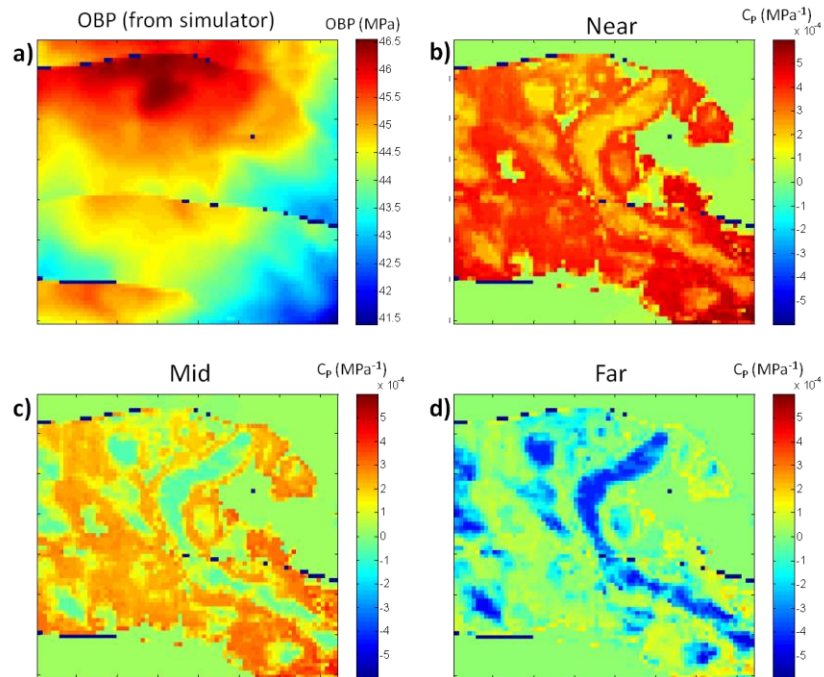 OBP (from simulator)
OBP (MPa)
a)
46.5
46
45.5
45
44.5
44
43.5
43
42.5
42
41.5
Near
C_P (MPa⁻¹)
x 10⁻⁴
b)
5
4
3
2
1
0
-1
-2
-3
-4
-5
Mid
C_P (MPa⁻¹)
x 10⁻⁴
c)
5
4
3
2
1
0
-1
-2
-3
-4
-5
Far
C_P (MPa⁻¹)
x 10⁻⁴
d)
5
4
3
2
1
0
-1
-2
-3
-4
-5